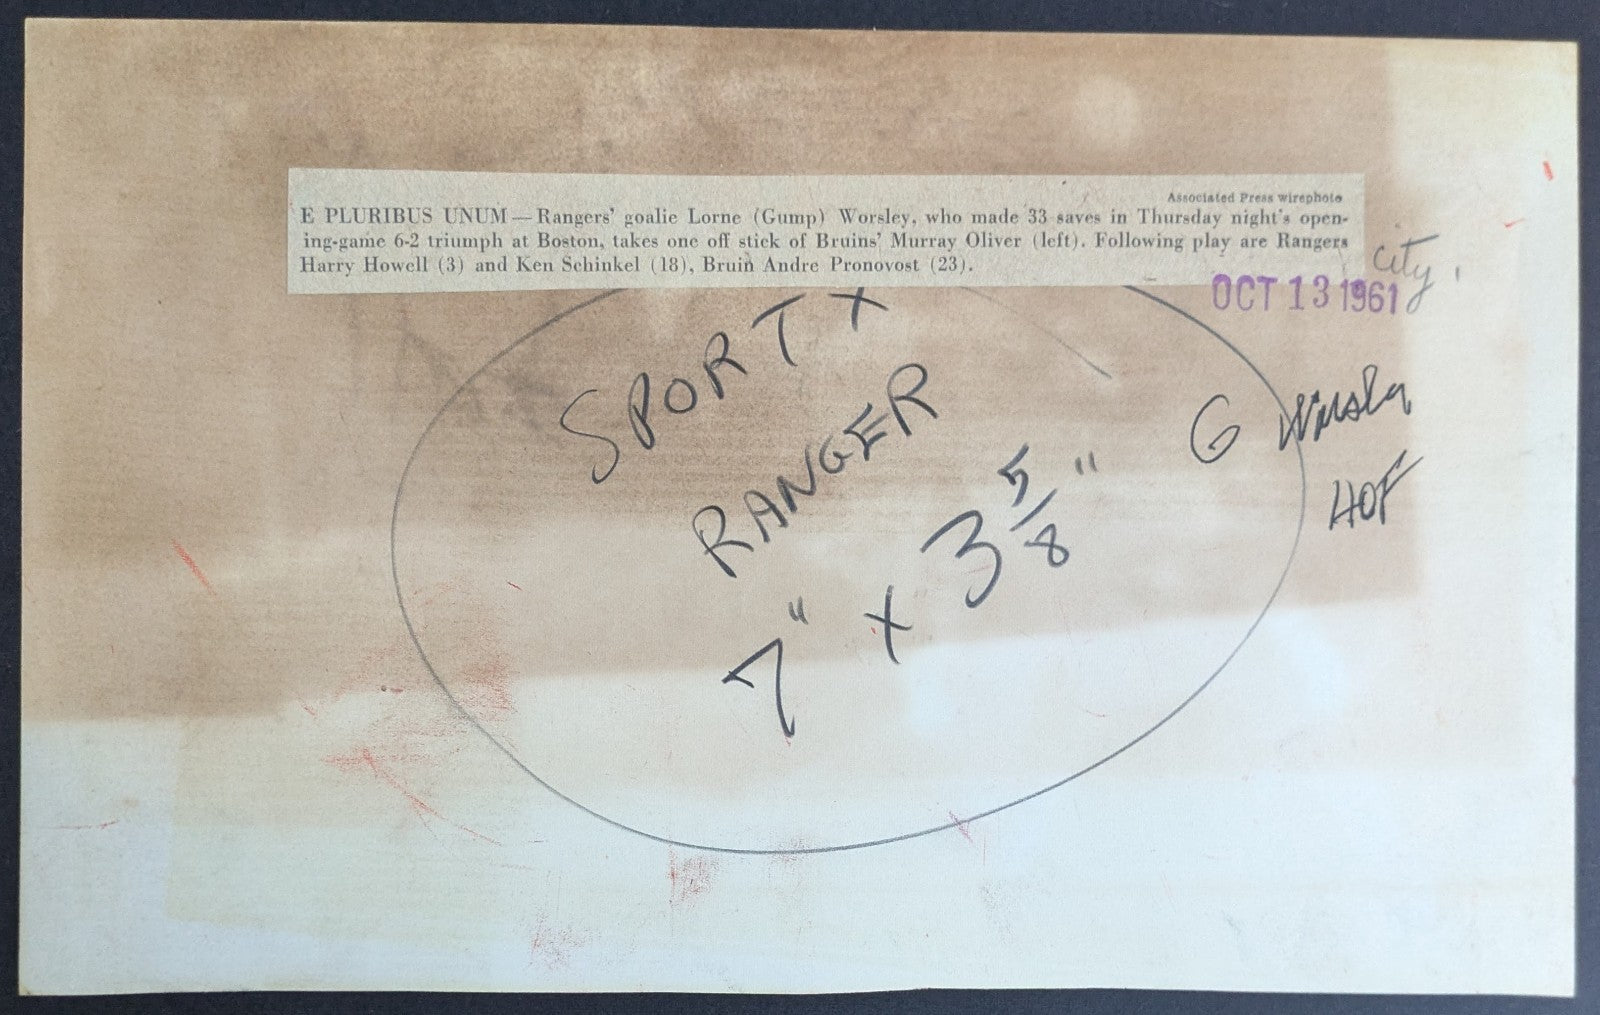 Associated Press wirephoto
E PLURIBUS UNUM — Rangers' goalie Lorne (Gump) Worsley, who made 33 saves in Thursday night's open-
ing-game 6-2 triumph at Boston, takes one off stick of Bruins' Murray Oliver (left). Following play are Rangers
Harry Howell (3) and Ken Schinkel (18), Bruin Andre Pronovost (23).
city.
OCT 13 1961
SPORT X
RANGER
7" x 3 5/8"
G
HOF